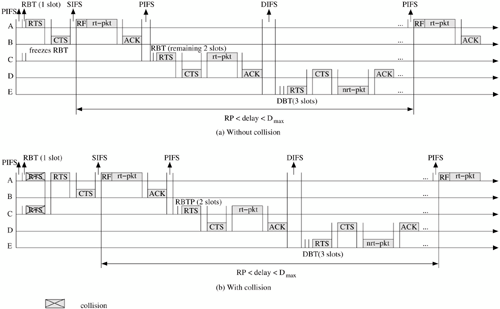 PIFS RBT (1 slot) SIFS PIFS DIFS PIFS
A RTS RF rt-pkt ... RF rt-pkt
B CTS ACK ... ACK
freezes RBT
RBT (remaining 2 slots)
C RTS rt-pkt ...
D CTS ACK CTS ACK ...
E RTS nrt-pkt ...
DBT(3 slots)
RP < delay < Dmax
(a) Without collision
PIFS RBT (1 slot) SIFS PIFS DIFS PIFS
A RTS RTS RF rt-pkt ... RF rt-pkt
B CTS ACK ...
RBTP (2 slots)
C RTS RTS rt-pkt ...
D CTS ACK CTS ACK ...
E RTS nrt-pkt ...
DBT(3 slots)
RP < delay < Dmax
(b) With collision
collision